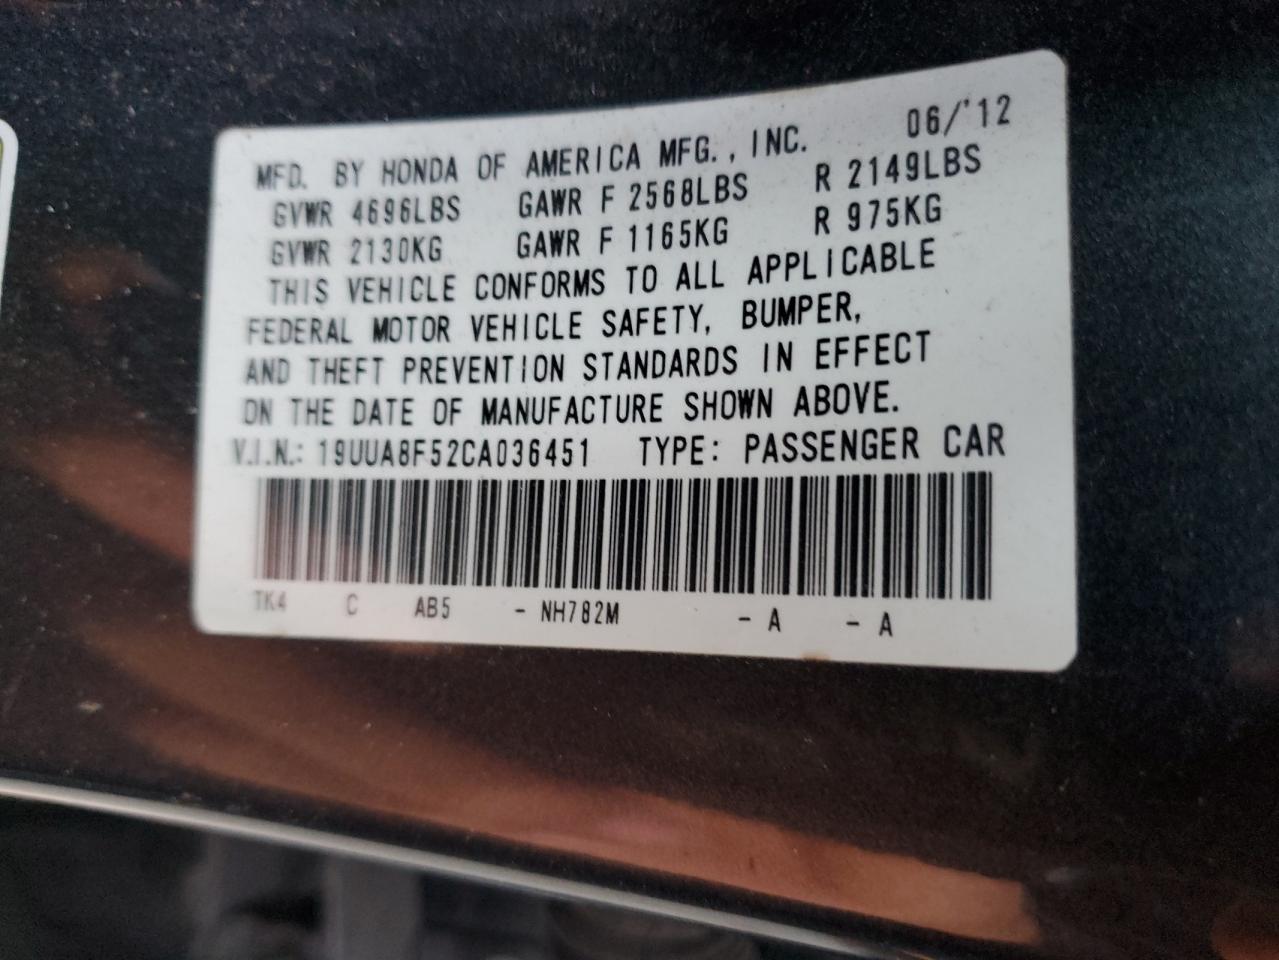 MFD. BY HONDA OF AMERICA MFG., INC. 06/'12
GVWR 4696LBS GAWR F 2568LBS R 2149LBS
GVWR 2130KG GAWR F 1165KG R 975KG
THIS VEHICLE CONFORMS TO ALL APPLICABLE
FEDERAL MOTOR VEHICLE SAFETY, BUMPER,
AND THEFT PREVENTION STANDARDS IN EFFECT
ON THE DATE OF MANUFACTURE SHOWN ABOVE.
V.I.N.: 19UUA8F52CA036451 TYPE: PASSENGER CAR
TK4 C AB5 - NH782M - A - A